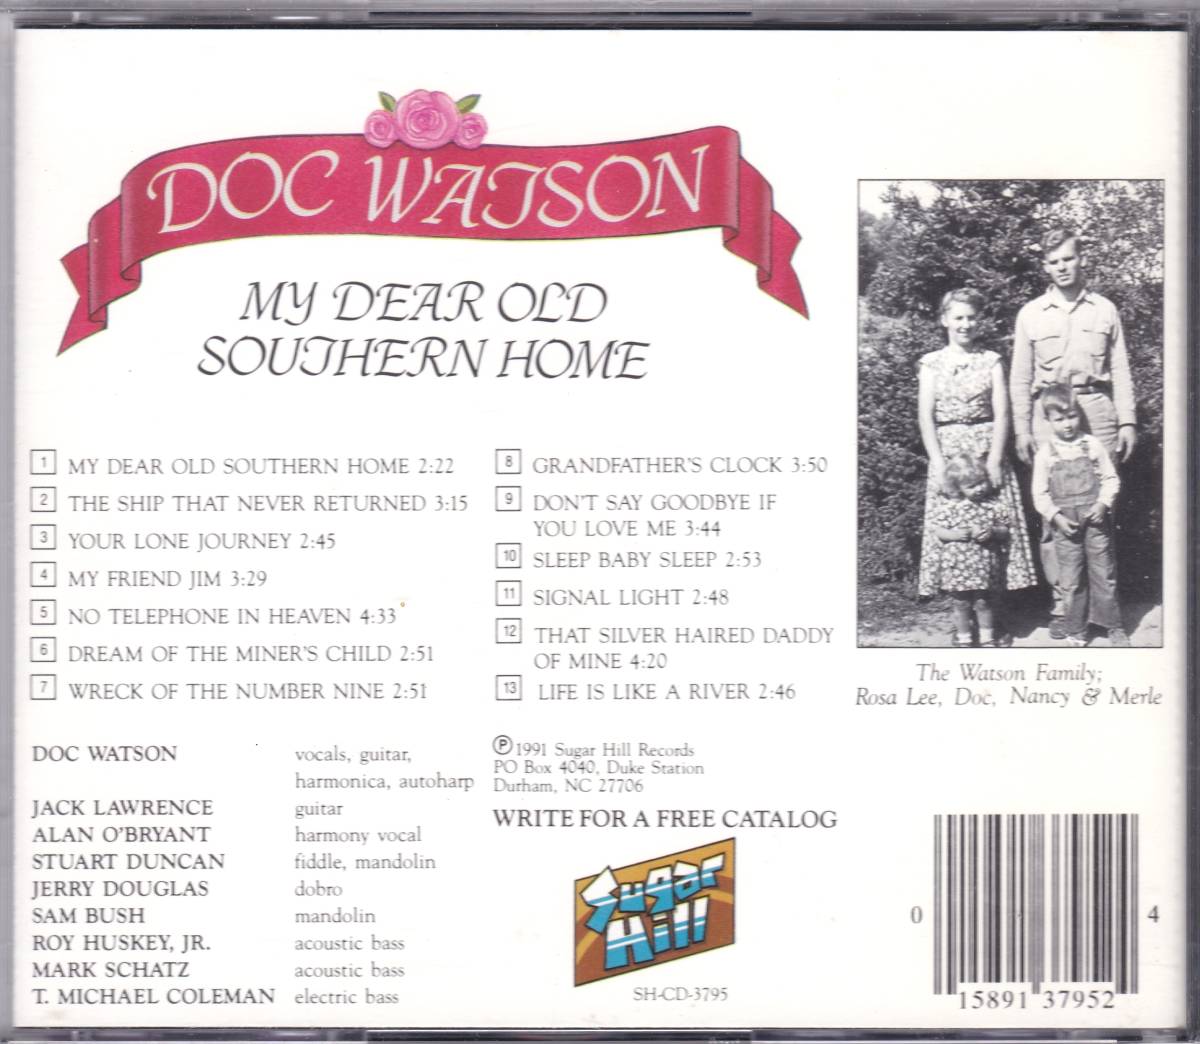 DOC WATSON
MY DEAR OLD
SOUTHERN HOME
1 MY DEAR OLD SOUTHERN HOME 2:22
2 THE SHIP THAT NEVER RETURNED 3:15
3 YOUR LONE JOURNEY 2:45
4 MY FRIEND JIM 3:29
5 NO TELEPHONE IN HEAVEN 4:33
6 DREAM OF THE MINER'S CHILD 2:51
7 WRECK OF THE NUMBER NINE 2:51
8 GRANDFATHER'S CLOCK 3:50
9 DON'T SAY GOODBYE IF
YOU LOVE ME 3:44
10 SLEEP BABY SLEEP 2:53
11 SIGNAL LIGHT 2:48
12 THAT SILVER HAIRED DADDY
OF MINE 4:20
13 LIFE IS LIKE A RIVER 2:46
The Watson Family;
Rosa Lee, Doc, Nancy & Merle
DOC WATSON vocals, guitar,
harmonica, autoharp
JACK LAWRENCE guitar
ALAN O'BRYANT harmony vocal
STUART DUNCAN fiddle, mandolin
JERRY DOUGLAS dobro
SAM BUSH mandolin
ROY HUSKEY, JR. acoustic bass
MARK SCHATZ acoustic bass
T. MICHAEL COLEMAN electric bass
℗1991 Sugar Hill Records
PO Box 4040, Duke Station
Durham, NC 27706
WRITE FOR A FREE CATALOG
Sugar
Hill
SH-CD-3795
0 15891 37952 4